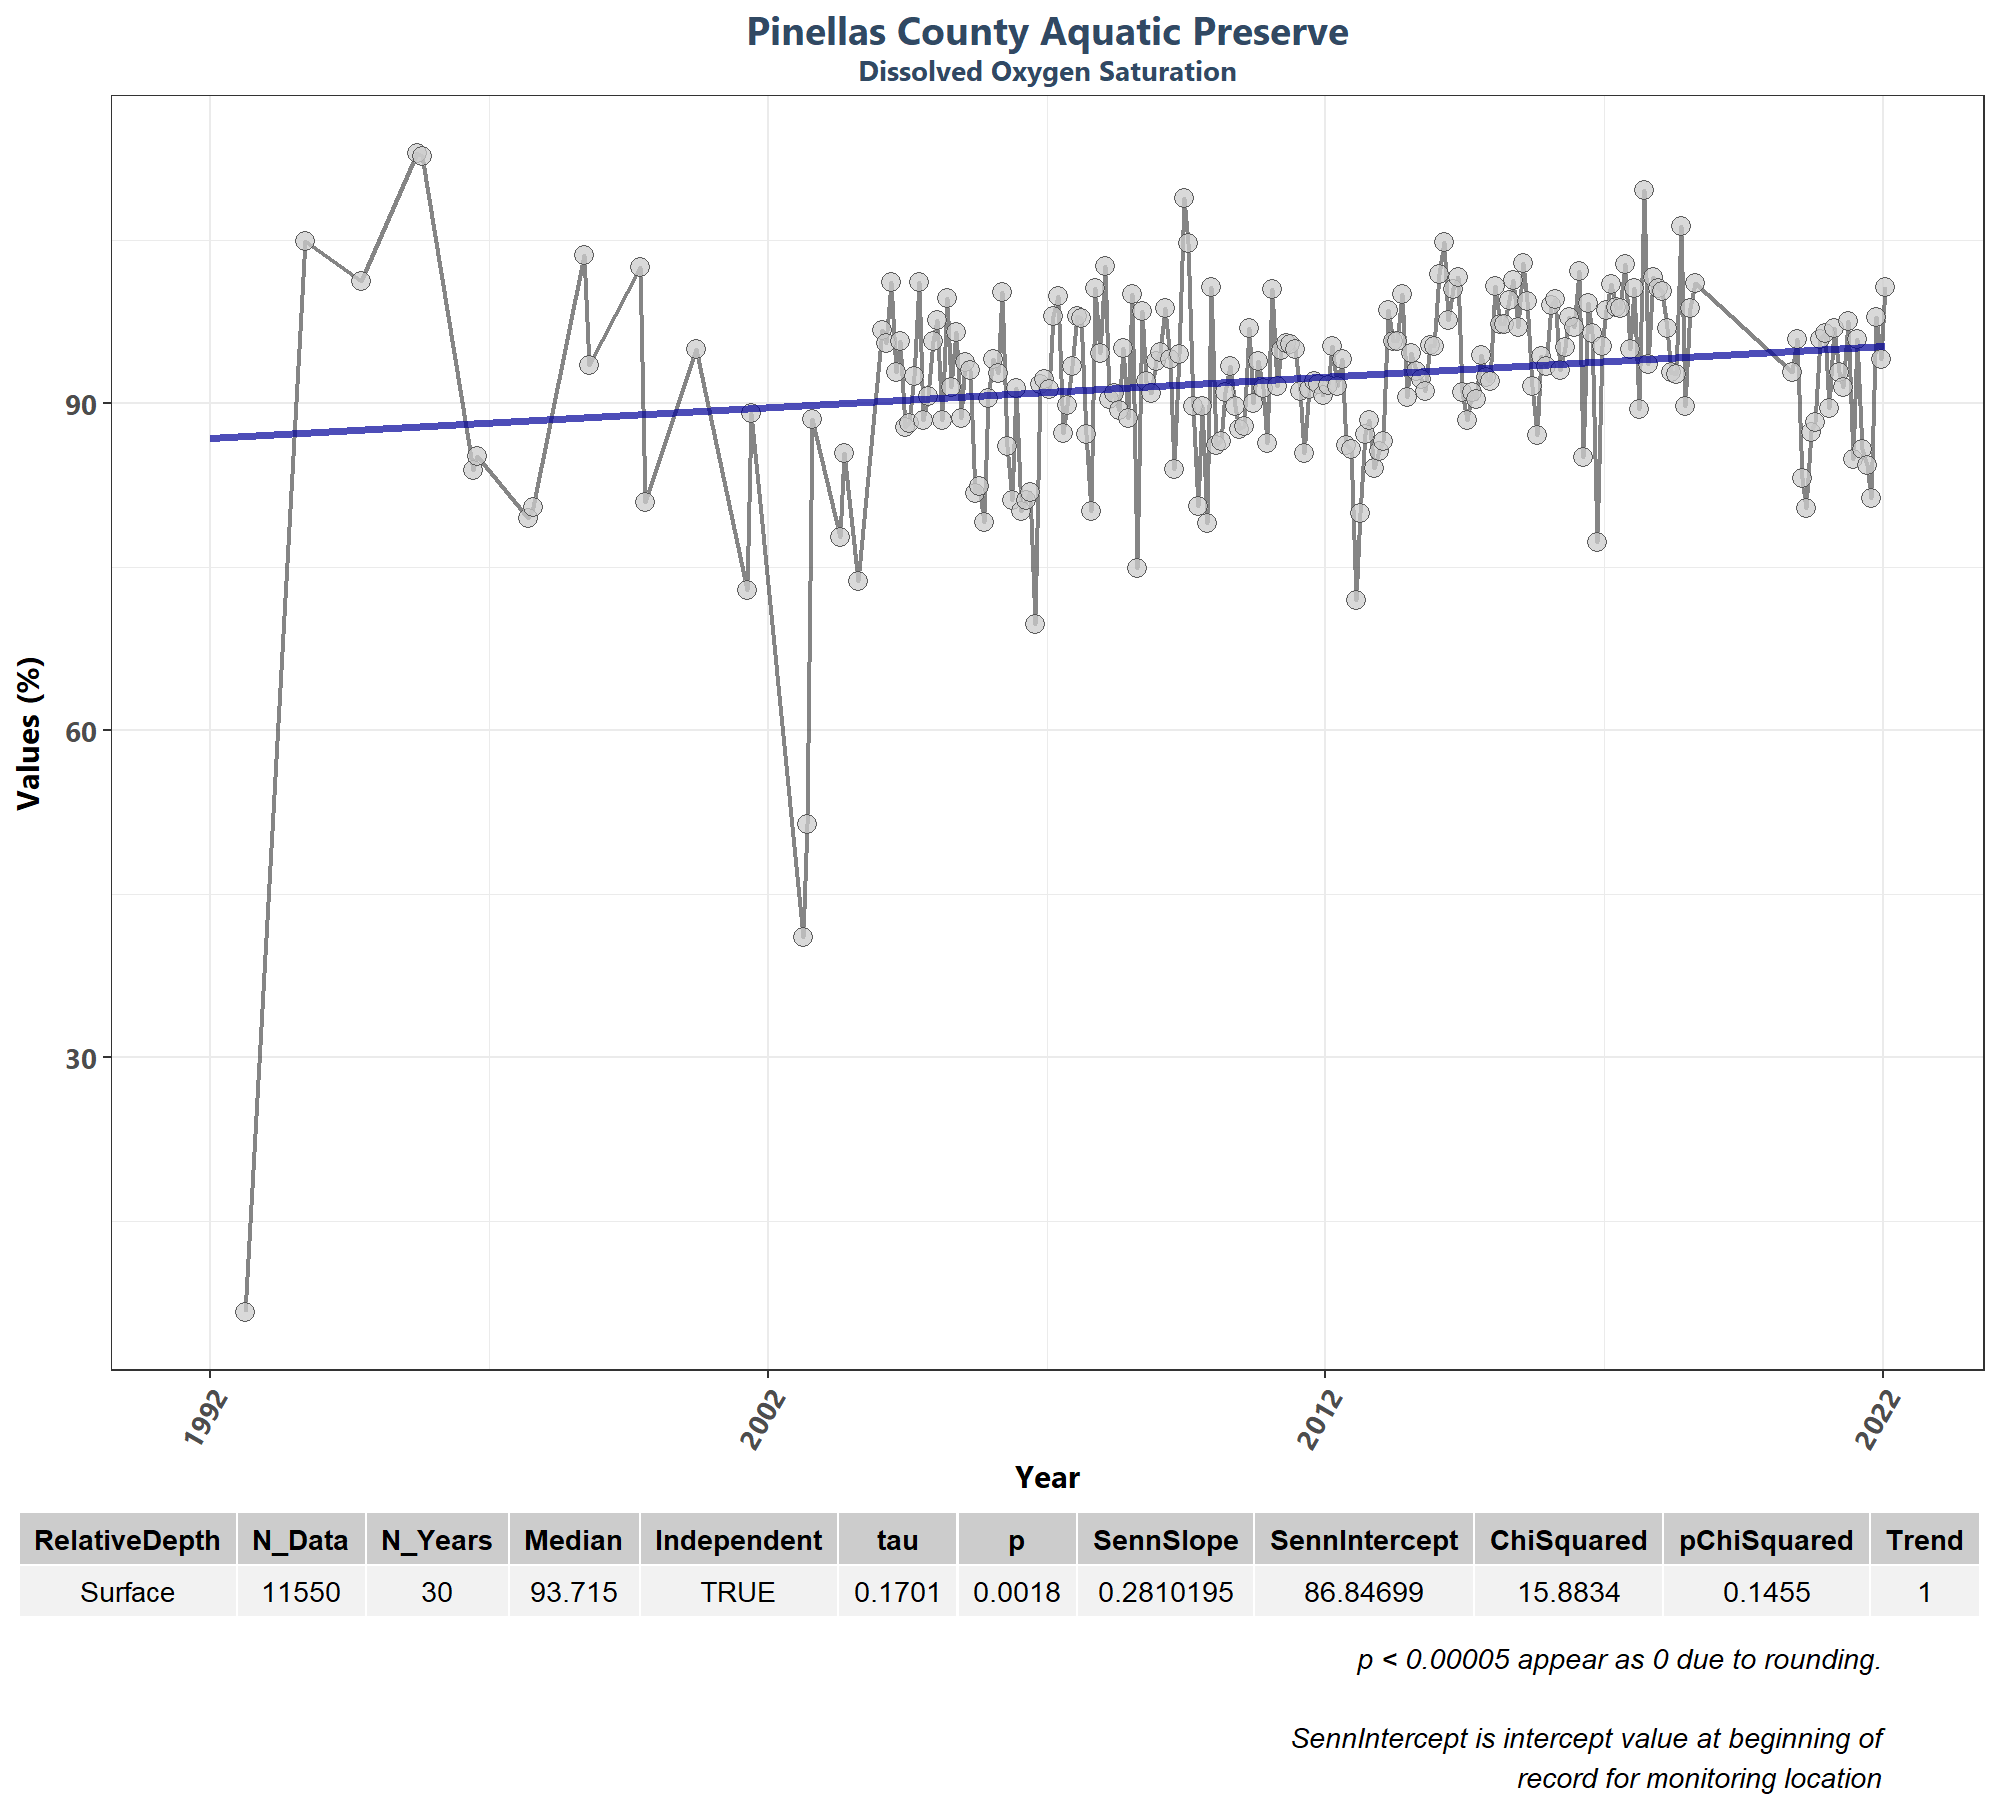 Pinellas County Aquatic Preserve
Dissolved Oxygen Saturation
Values (%)
90
60
30
1992
2002
2012
2022
Year
RelativeDepth N_Data N_Years Median Independent tau p SennSlope SennIntercept ChiSquared pChiSquared Trend
Surface 11550 30 93.715 TRUE 0.1701 0.0018 0.2810195 86.84699 15.8834 0.1455 1
p < 0.00005 appear as 0 due to rounding.
SennIntercept is intercept value at beginning of
record for monitoring location